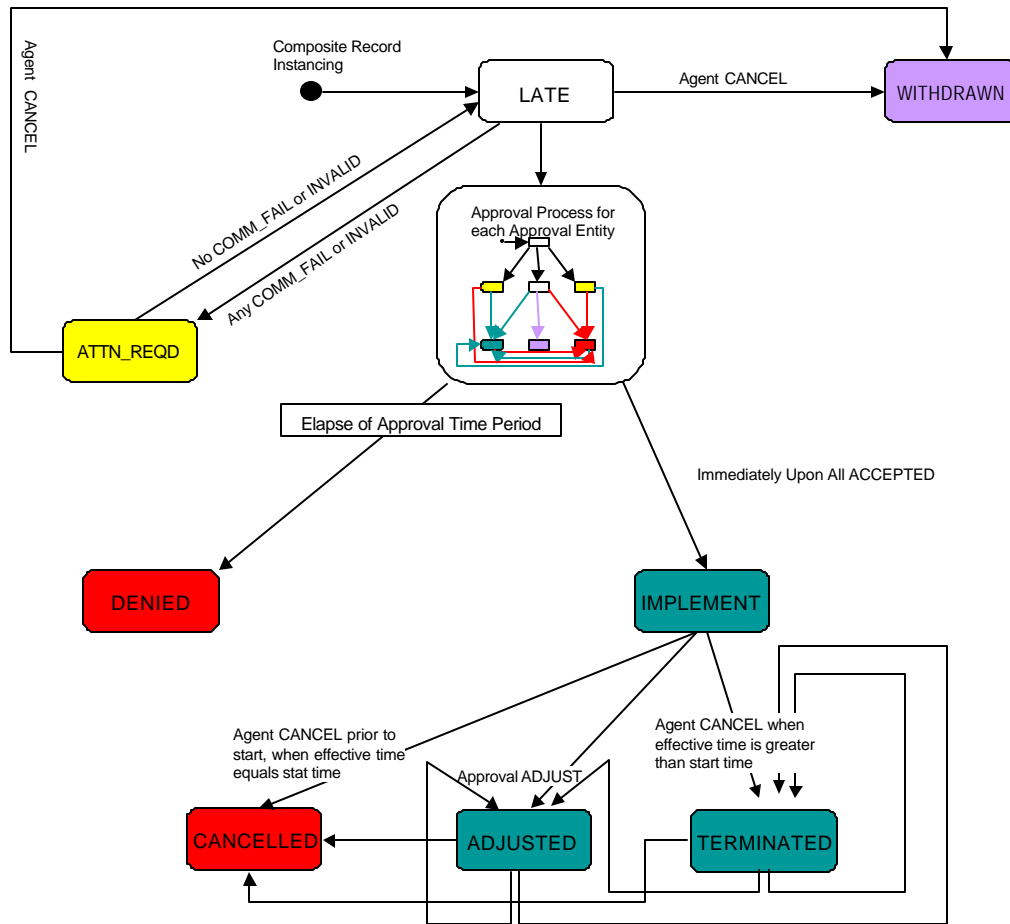 Agent CANCEL
Composite Record
Instancing
LATE
Agent CANCEL
WITHDRAWN
No COMM_FAIL or INVALID
Any COMM_FAIL or INVALID
Approval Process for
each Approval Entity
ATTN_REQD
Elapse of Approval Time Period
Immediately Upon All ACCEPTED
DENIED
IMPLEMENT
Agent CANCEL prior to
start, when effective time
equals stat time
Approval ADJUST
Agent CANCEL when
effective time is greater
than start time
CANCELLED
ADJUSTED
TERMINATED